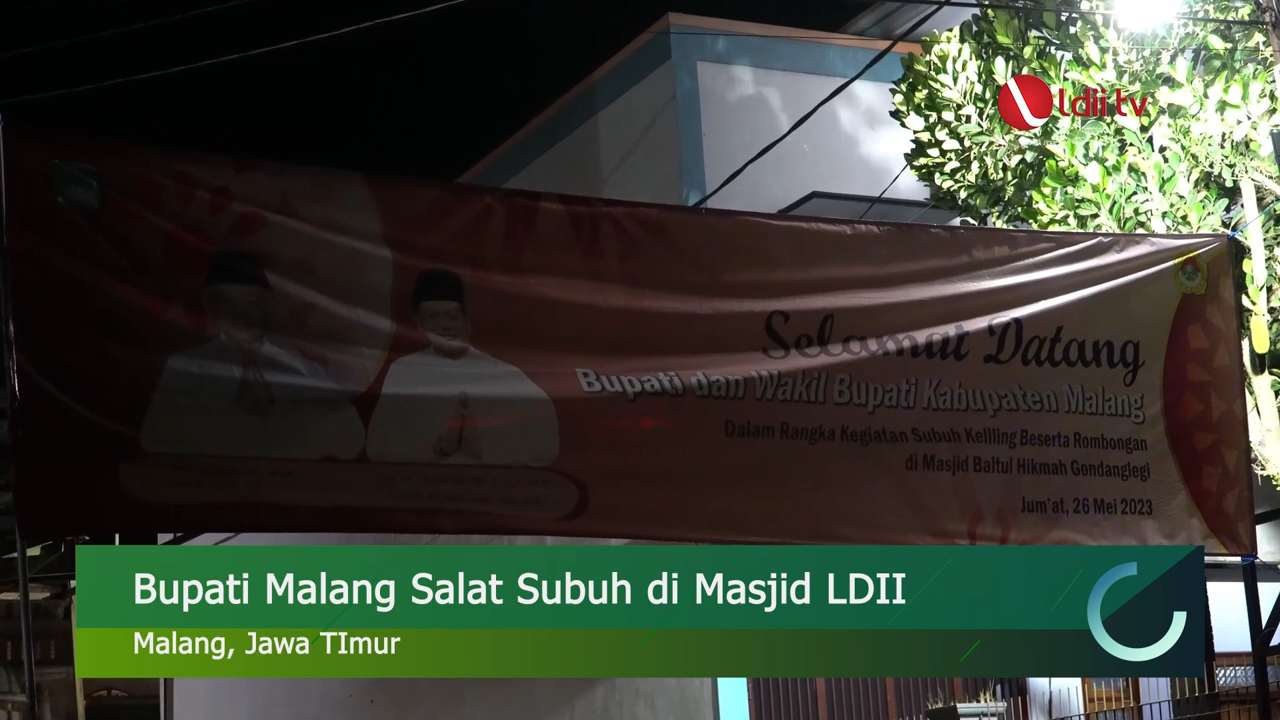 ldii tv
Selamat Datang
Bupati dan Wakil Bupati Kabupaten Malang
Dalam Rangka Kegiatan Subuh Keliling Beserta Rombongan
di Masjid Baitul Hikmah Gondanglegi
Jum'at, 26 Mei 2023
Bupati Malang Salat Subuh di Masjid LDII
Malang, Jawa TImur